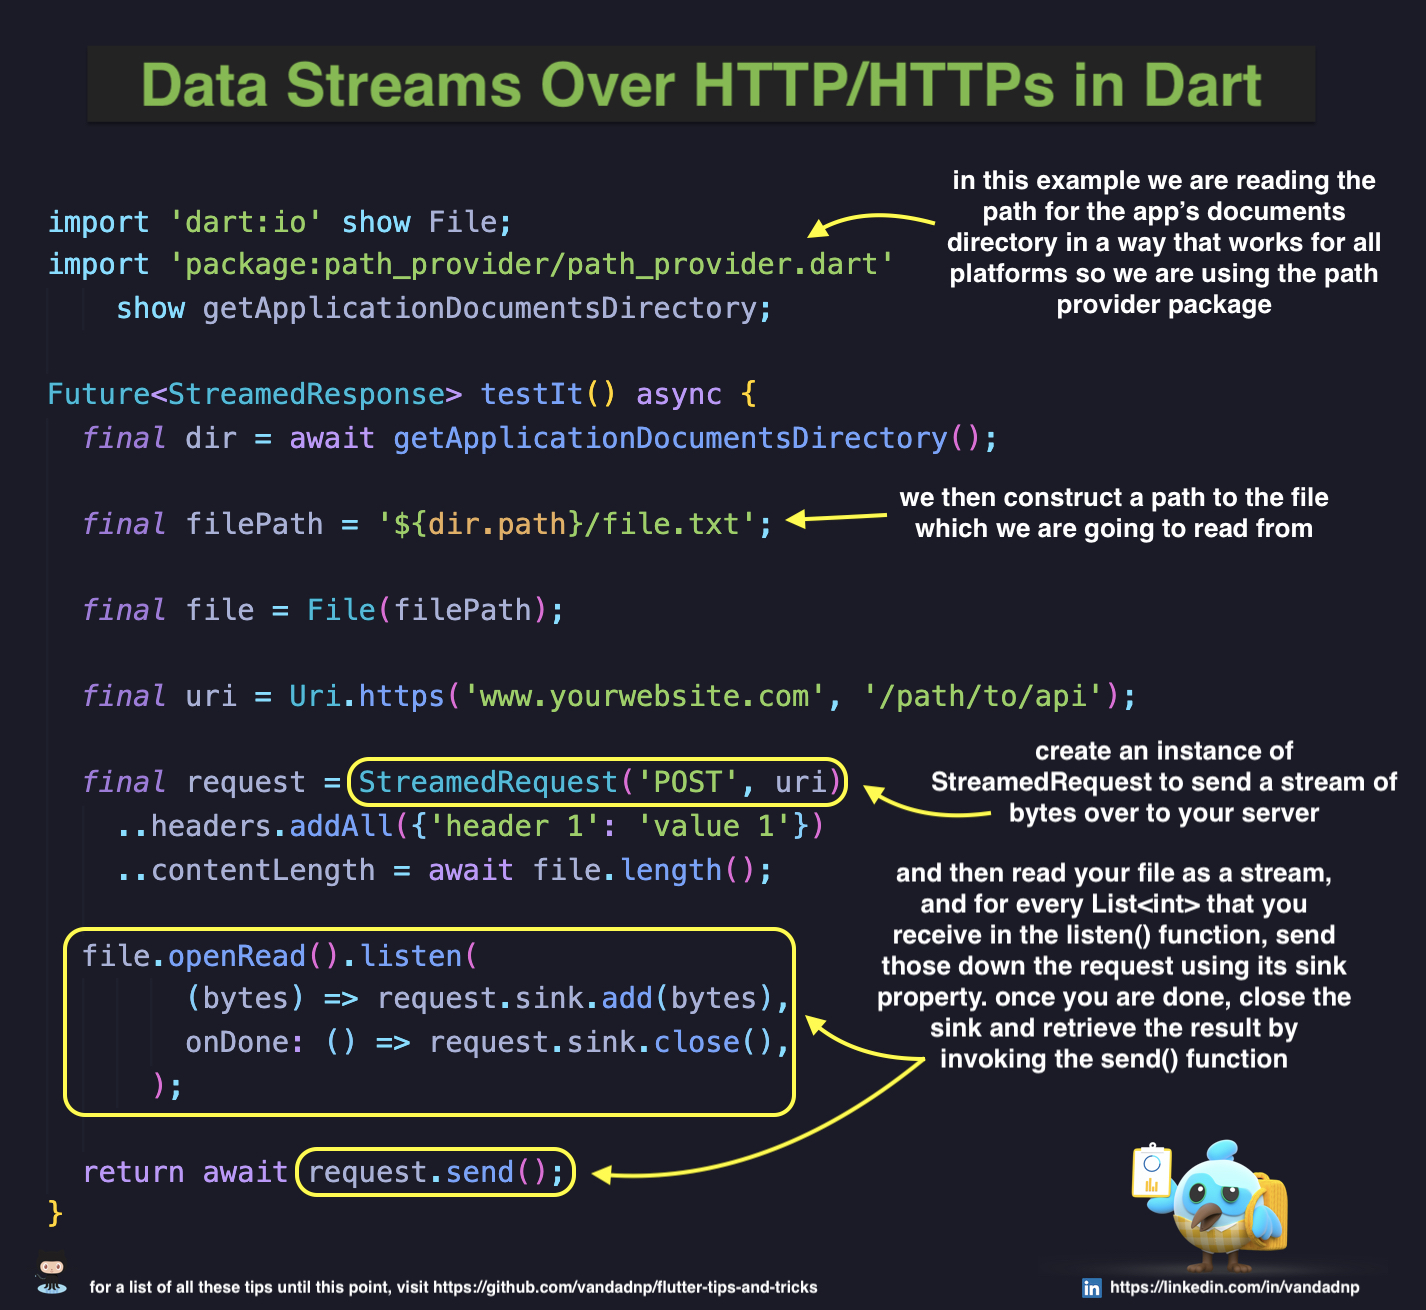 Data Streams Over HTTP/HTTPs in Dart
in this example we are reading the
path for the app's documents
directory in a way that works for all
platforms so we are using the path
provider package
import 'dart:io' show File;
import 'package:path_provider/path_provider.dart'
    show getApplicationDocumentsDirectory;
Future<StreamedResponse> testIt() async {
  final dir = await getApplicationDocumentsDirectory();
we then construct a path to the file
which we are going to read from
  final filePath = '${dir.path}/file.txt';
  final file = File(filePath);
  final uri = Uri.https('www.yourwebsite.com', '/path/to/api');
create an instance of
StreamedRequest to send a stream of
bytes over to your server
  final request = StreamedRequest('POST', uri)
    ..headers.addAll({'header 1': 'value 1'})
    ..contentLength = await file.length();
and then read your file as a stream,
and for every List<int> that you
receive in the listen() function, send
those down the request using its sink
property. once you are done, close the
sink and retrieve the result by
invoking the send() function
  file.openRead().listen(
        (bytes) => request.sink.add(bytes),
        onDone: () => request.sink.close(),
      );
  return await request.send();
}
for a list of all these tips until this point, visit https://github.com/vandadnp/flutter-tips-and-tricks
in https://linkedin.com/in/vandadnp